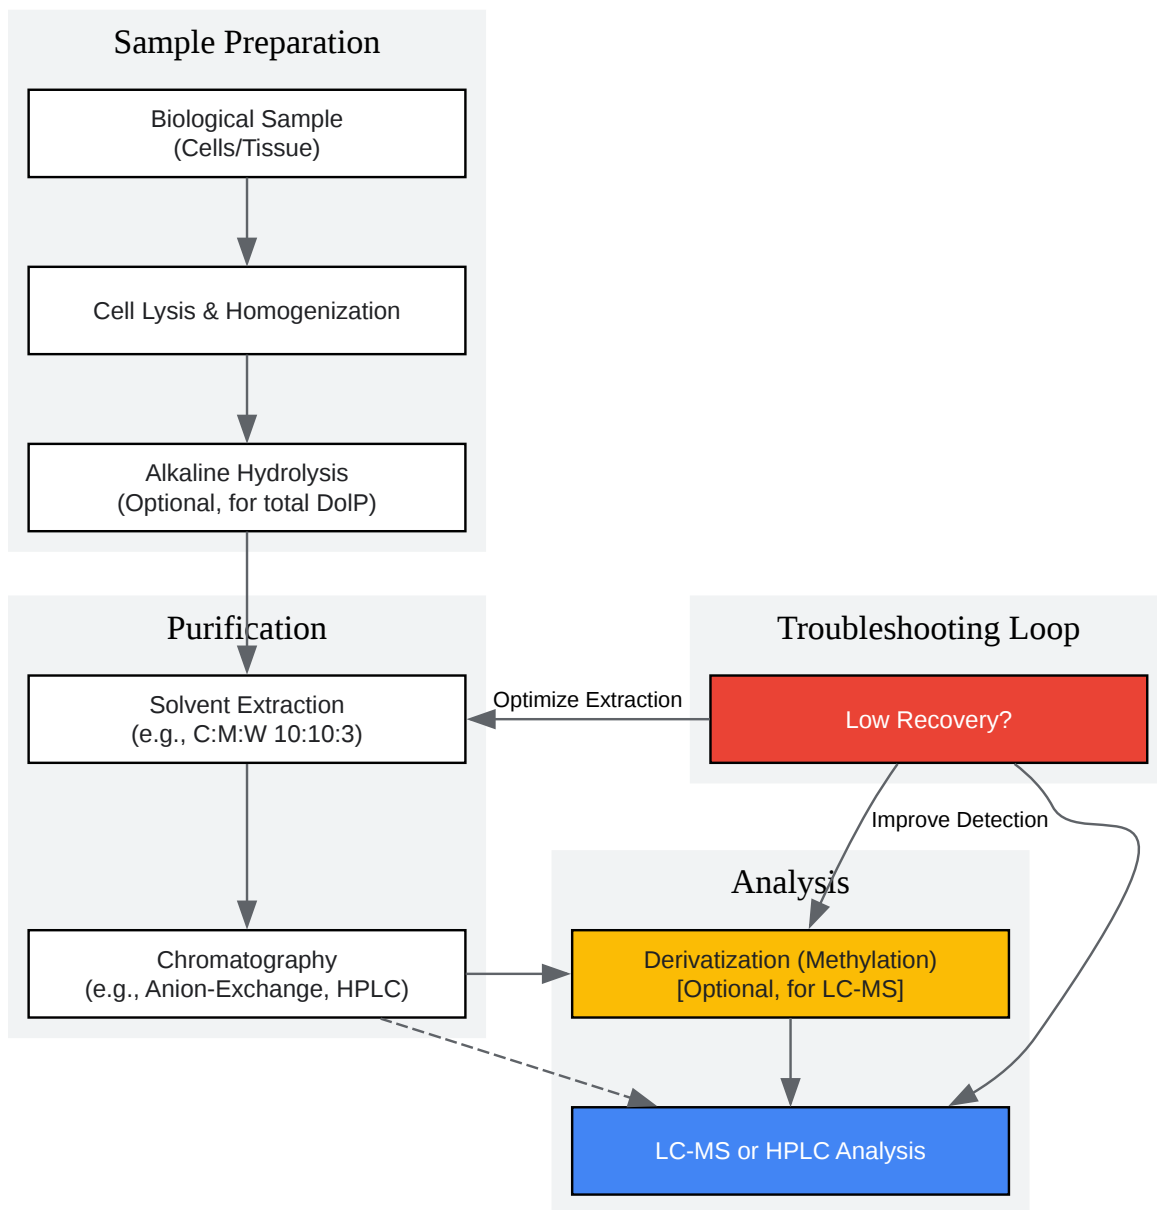 Sample Preparation
Biological Sample
(Cells/Tissue)
Cell Lysis & Homogenization
Alkaline Hydrolysis
(Optional, for total DolP)
Purification
Solvent Extraction
(e.g., C:M:W 10:10:3)
Chromatography
(e.g., Anion-Exchange, HPLC)
Troubleshooting Loop
Optimize Extraction
Low Recovery?
Improve Detection
Analysis
Derivatization (Methylation)
[Optional, for LC-MS]
LC-MS or HPLC Analysis